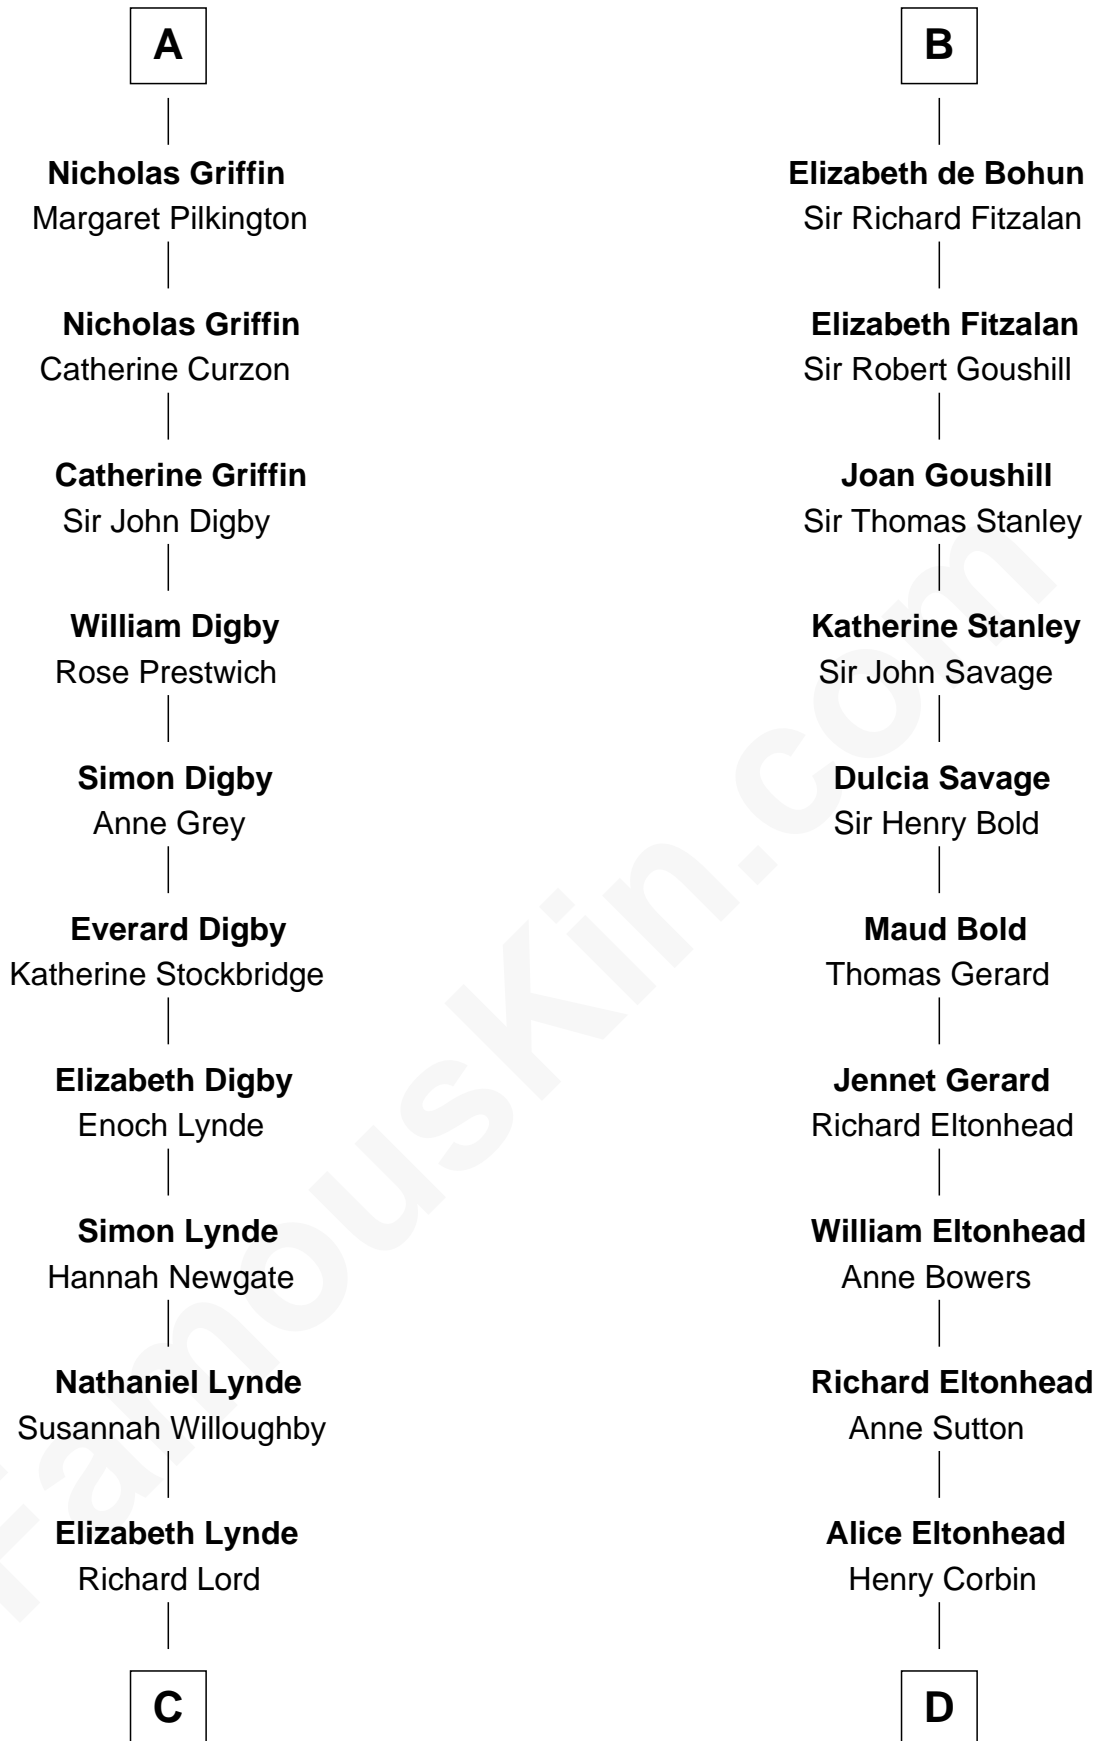 A
Nicholas Griffin
Margaret Pilkington
Nicholas Griffin
Catherine Curzon
Catherine Griffin
Sir John Digby
William Digby
Rose Prestwich
Simon Digby
Anne Grey
Everard Digby
Katherine Stockbridge
Elizabeth Digby
Enoch Lynde
Simon Lynde
Hannah Newgate
Nathaniel Lynde
Susannah Willoughby
Elizabeth Lynde
Richard Lord
C
B
Elizabeth de Bohun
Sir Richard Fitzalan
Elizabeth Fitzalan
Sir Robert Goushill
Joan Goushill
Sir Thomas Stanley
Katherine Stanley
Sir John Savage
Dulcia Savage
Sir Henry Bold
Maud Bold
Thomas Gerard
Jennet Gerard
Richard Eltonhead
William Eltonhead
Anne Bowers
Richard Eltonhead
Anne Sutton
Alice Eltonhead
Henry Corbin
D
FamousKin.com